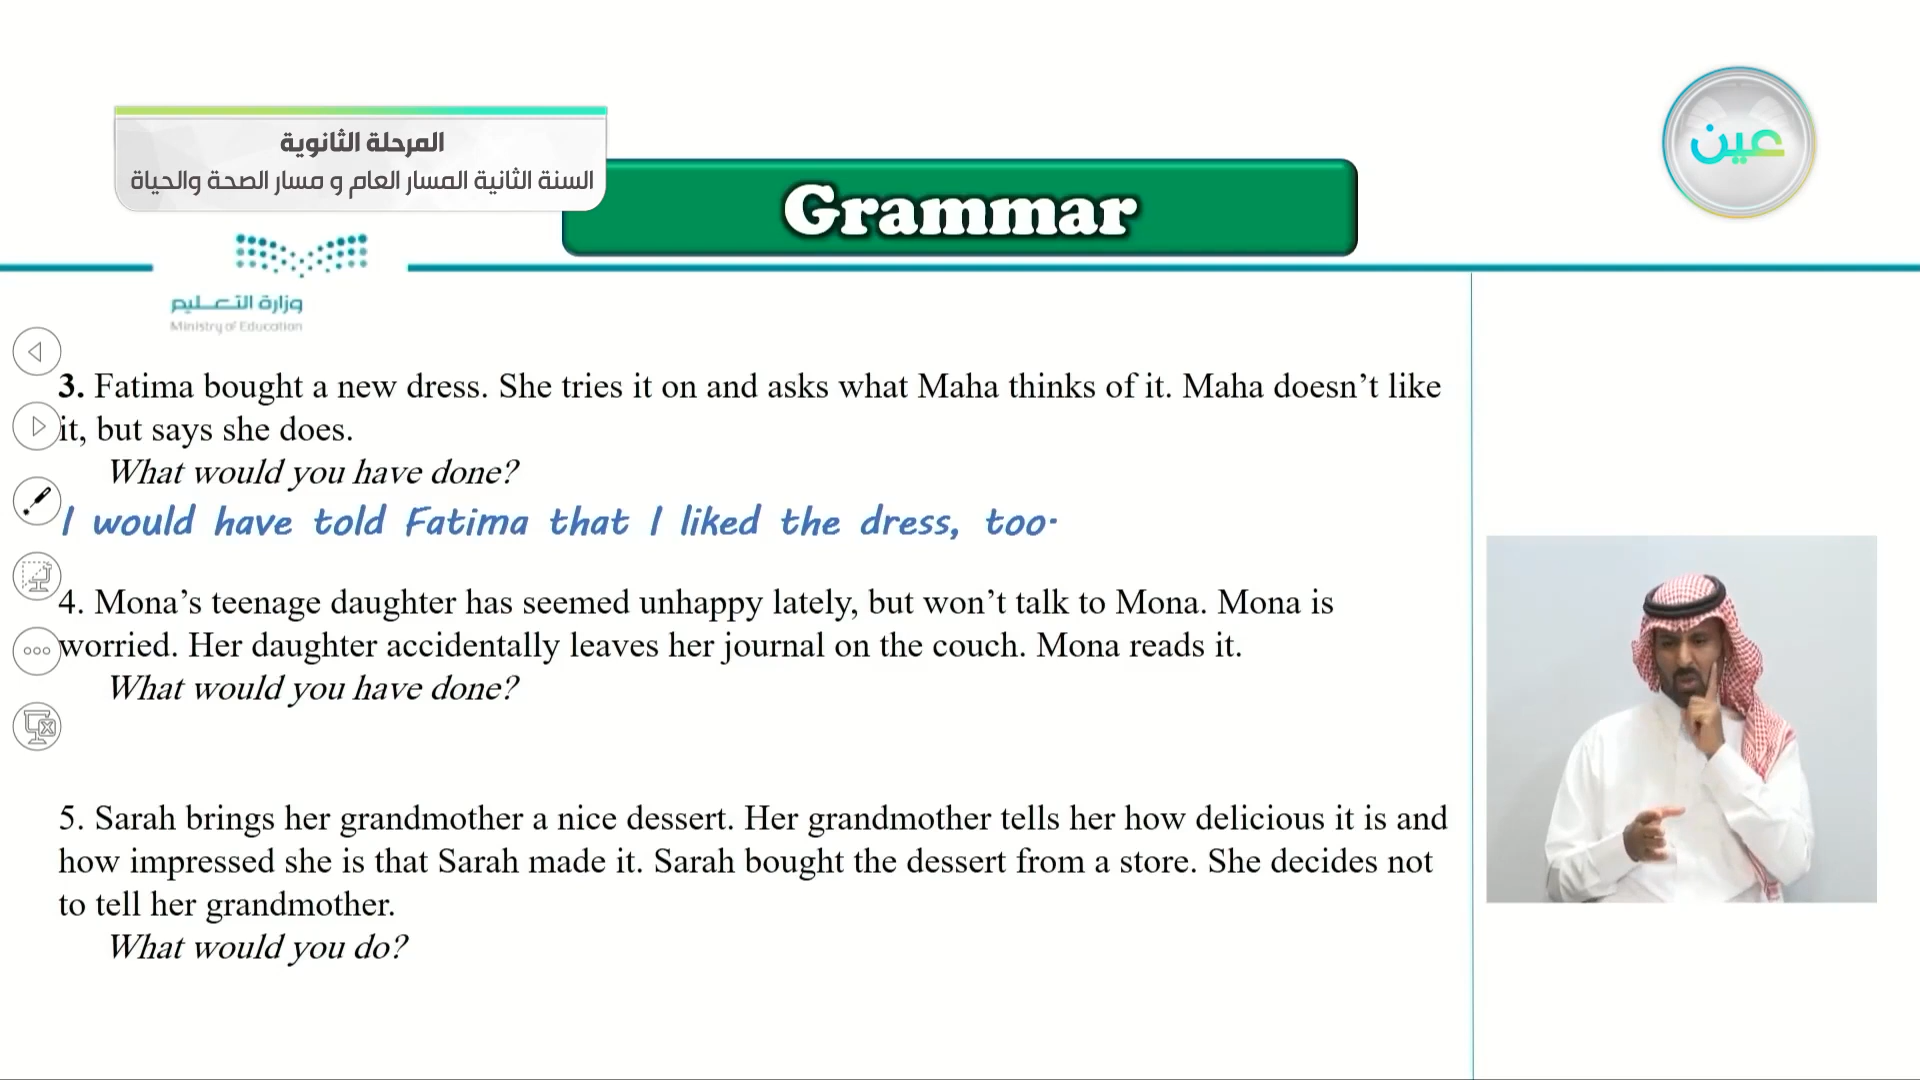 المرحلة الثانوية
السنة الثانية المسار العام و مسار الصحة والحياة
عين
Grammar
وزارة التعليم
Ministry of Education
3. Fatima bought a new dress. She tries it on and asks what Maha thinks of it. Maha doesn’t like
it, but says she does.
What would you have done?
I would have told Fatima that I liked the dress, too.
4. Mona’s teenage daughter has seemed unhappy lately, but won’t talk to Mona. Mona is
worried. Her daughter accidentally leaves her journal on the couch. Mona reads it.
What would you have done?
5. Sarah brings her grandmother a nice dessert. Her grandmother tells her how delicious it is and
how impressed she is that Sarah made it. Sarah bought the dessert from a store. She decides not
to tell her grandmother.
What would you do?